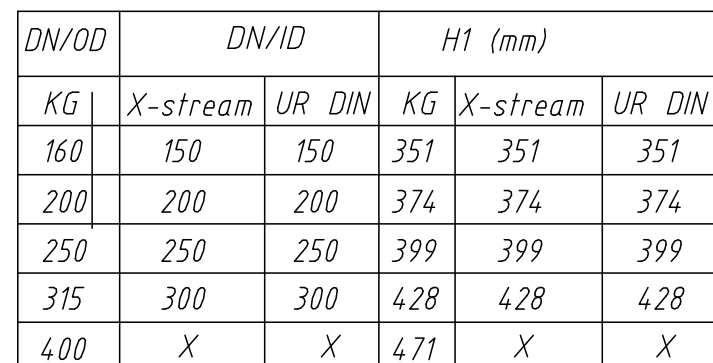 DN/OD DN/ID H1 (mm)
KG X-stream UR DIN KG X-stream UR DIN
160 150 150 351 351 351
200 200 200 374 374 374
250 250 250 399 399 399
315 300 300 428 428 428
400 X X 471 X X